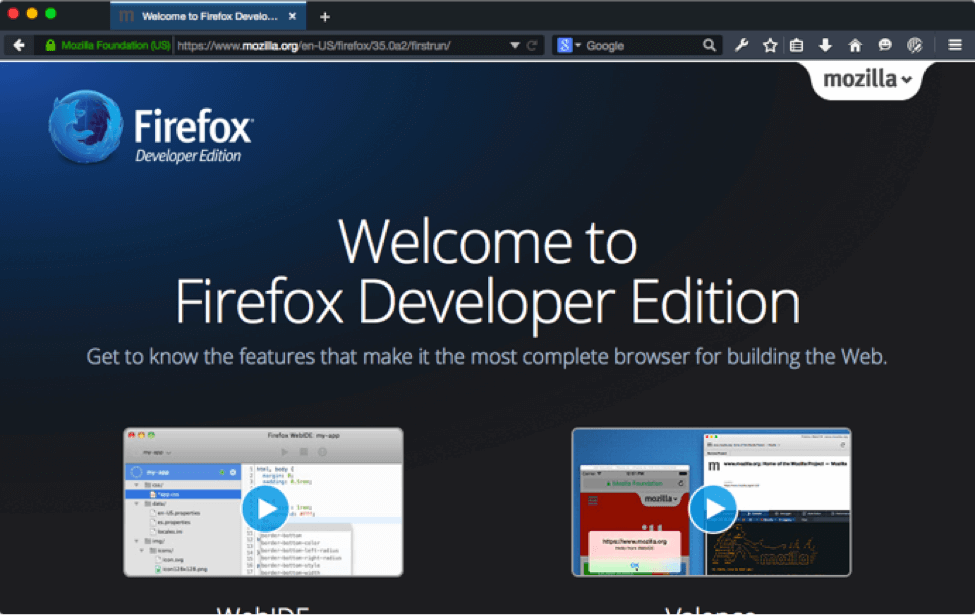 Welcome to Firefox Develo...
Mozilla Foundation (US)
https://www.mozilla.org/en-US/firefox/35.0a2/firstrun/
Google
mozilla
Firefox
Developer Edition
Welcome to
Firefox Developer Edition
Get to know the features that make it the most complete browser for building the Web.
Firefox WebIDE: my-app
my-app
my-app
css/
app.css
data/
en-US.properties
es.properties
locales.ini
img/
icons/
icon.svg
icon128x128.png
html, body {
margin: 0;
padding: 0.5rem;
border-bottom
border-bottom-color
border-bottom-left-radius
border-bottom-right-radius
border-bottom-style
border-bottom-width
Mozilla Foundation
mozilla
https://www.mozilla.org
Hello from WebIDE
OK
www.mozilla.org: Home of the Mozilla Project — Mozilla
mozilla
WebIDE
Valence